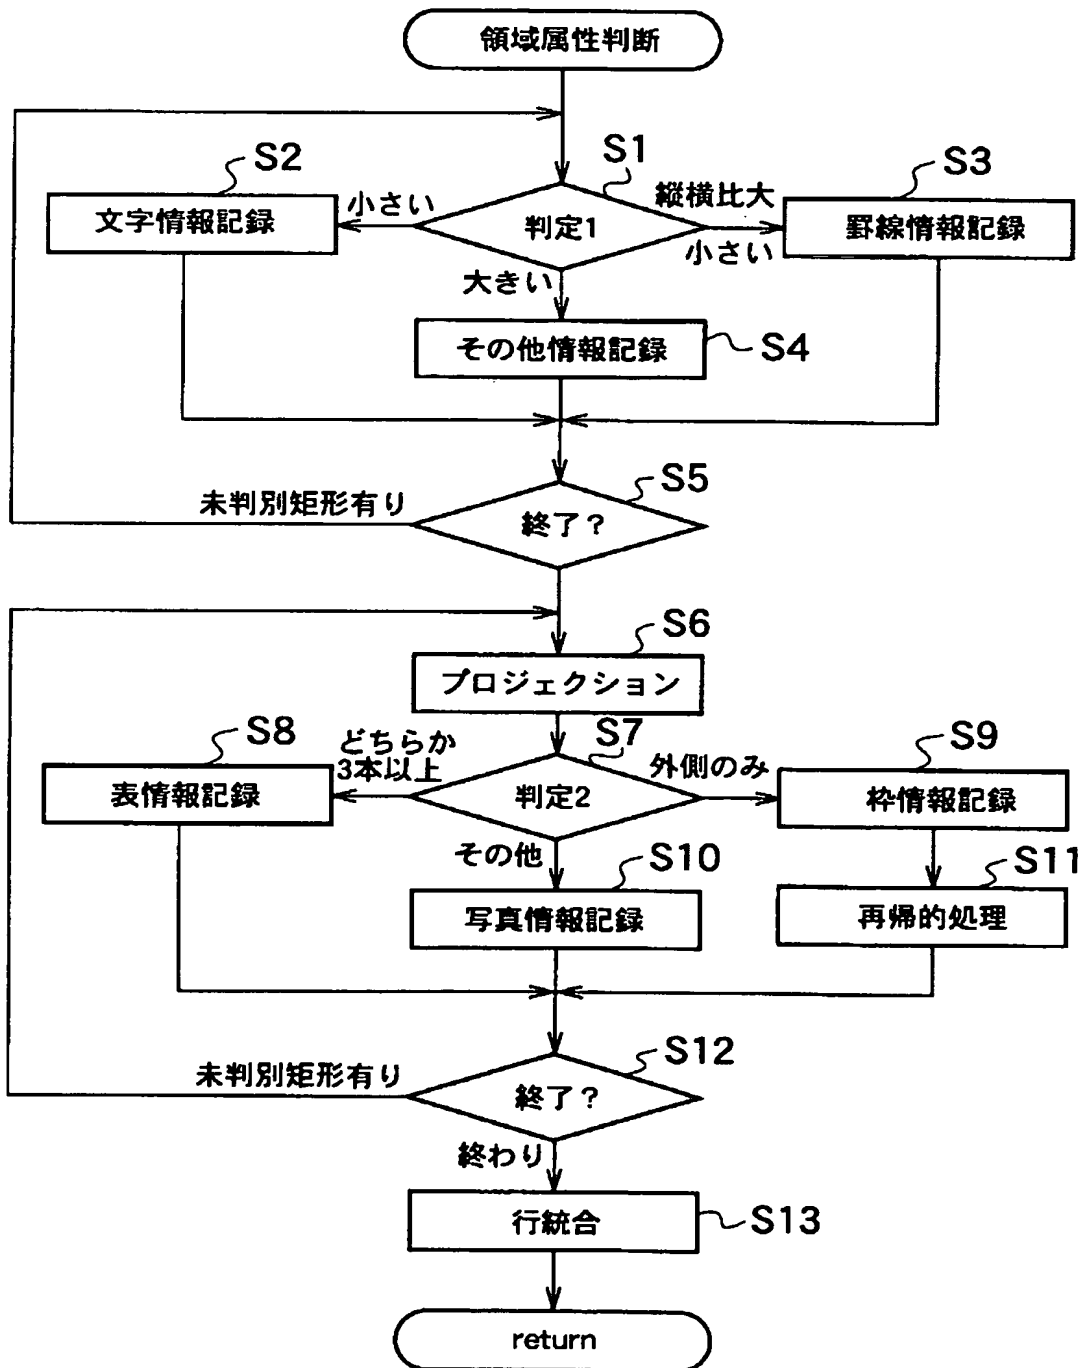 領域属性判断
S1
S2
S3
文字情報記録
小さい
判定1
縦横比大
小さい
罫線情報記録
大きい
その他情報記録
S4
S5
未判別矩形有り
終了?
S6
プロジェクション
S7
S8
どちらか
3本以上
表情報記録
判定2
外側のみ
S9
枠情報記録
その他
S10
写真情報記録
S11
再帰的処理
S12
未判別矩形有り
終了?
終わり
行統合
S13
return